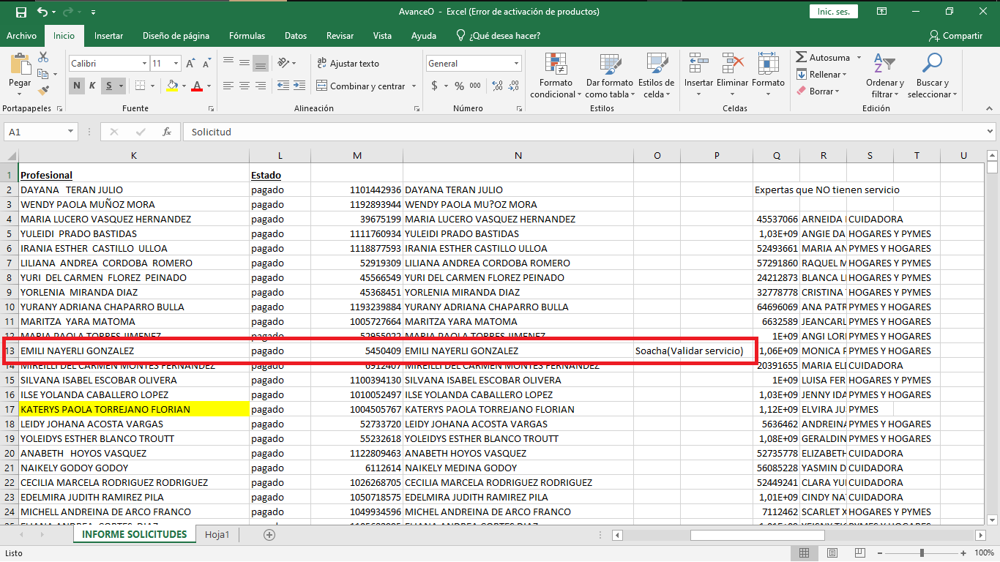 AvanceO - Excel (Error de activación de productos)
Inic. ses.
Archivo Inicio Insertar Diseño de página Fórmulas Datos Revisar Vista Ayuda ¿Qué desea hacer? Compartir
Pegar
Calibri 11
N K S
Ajustar texto
Combinar y centrar
General
$ % 000
Formato condicional
Dar formato como tabla
Estilos de celda
Insertar Eliminar Formato
Autosuma
Rellenar
Borrar
Ordenar y filtrar
Buscar y seleccionar
Portapapeles Fuente Alineación Número Estilos Celdas Edición
A1 fx Solicitud
K L M N O P Q R S T U
1 Profesional Estado
2 DAYANA TERAN JULIO pagado 1101442936 DAYANA TERAN JULIO Expertas que NO tienen servicio
3 WENDY PAOLA MUÑOZ MORA pagado 1192893944 WENDY PAOLA MU?OZ MORA
4 MARIA LUCERO VASQUEZ HERNANDEZ pagado 39675199 MARIA LUCERO VASQUEZ HERNANDEZ 45537066 ARNEIDA CUIDADORA
5 YULEIDI PRADO BASTIDAS pagado 1111760934 YULEIDI PRADO BASTIDAS 1,03E+09 ANGIE DA HOGARES Y PYMES
6 IRANIA ESTHER CASTILLO ULLOA pagado 1118877593 IRANIA ESTHER CASTILLO ULLOA 52493661 MARIA AN PYMES Y HOGARES
7 LILIANA ANDREA CORDOBA ROMERO pagado 52919309 LILIANA ANDREA CORDOBA ROMERO 57291860 RAQUEL M HOGARES Y PYMES
8 YURI DEL CARMEN FLOREZ PEINADO pagado 45566549 YURI DEL CARMEN FLOREZ PEINADO 24212873 BLANCA LI PYMES Y HOGARES
9 YORLENIA MIRANDA DIAZ pagado 45368451 YORLENIA MIRANDA DIAZ 32778778 CRISTINA HOGARES Y PYMES
10 YURANY ADRIANA CHAPARRO BULLA pagado 1193239884 YURANY ADRIANA CHAPARRO BULLA 64696069 ANA PATR PYMES Y HOGARES
11 MARITZA YARA MATOMA pagado 1005727664 MARITZA YARA MATOMA 6632589 JEANCARL PYMES Y HOGARES
12 MARIA PAOLA TORRES JIMENEZ pagado 52955022 MARIA PAOLA TORRES JIMENEZ 1E+09 ANGI LORI PYMES Y HOGARES
13 EMILI NAYERLI GONZALEZ pagado 5450409 EMILI NAYERLI GONZALEZ Soacha(Validar servicio) 1,06E+09 MONICA P HOGARES Y PYMES
14 MIREILLI DEL CARMEN MONTES FERNANDEZ pagado 6912407 MIREILLI DEL CARMEN MONTES FERNANDEZ 20391655 MARIA ELE CUIDADORA
15 SILVANA ISABEL ESCOBAR OLIVERA pagado 1100394130 SILVANA ISABEL ESCOBAR OLIVERA 1E+09 LUISA FER HOGARES Y PYMES
16 ILSE YOLANDA CABALLERO LOPEZ pagado 1010052497 ILSE YOLANDA CABALLERO LOPEZ 1,03E+09 JENNY IDA PYMES Y HOGARES
17 KATERYS PAOLA TORREJANO FLORIAN pagado 1004505767 KATERYS PAOLA TORREJANO FLORIAN 1,12E+09 ELVIRA JU PYMES
18 LEIDY JOHANA ACOSTA VARGAS pagado 52733720 LEIDY JOHANA ACOSTA VARGAS 5636462 ANDREINA PYMES Y HOGARES
19 YOLEIDYS ESTHER BLANCO TROUTT pagado 55232618 YOLEIDYS ESTHER BLANCO TROUTT 1,08E+09 GERALDIN PYMES Y HOGARES
20 ANABETH HOYOS VASQUEZ pagado 1122809463 ANABETH HOYOS VASQUEZ 52735778 ELIZABETH CUIDADORA
21 NAIKELY GODOY GODOY pagado 6112614 NAIKELY MEDINA GODOY 56085228 YASMIN D CUIDADORA
22 CECILIA MARCELA RODRIGUEZ RODRIGUEZ pagado 1026268705 CECILIA MARCELA RODRIGUEZ RODRIGUEZ 52449241 CLARA YUI CUIDADORA
23 EDELMIRA JUDITH RAMIREZ PILA pagado 1050718575 EDELMIRA JUDITH RAMIREZ PILA 1,01E+09 CINDY NA CUIDADORA
24 MICHELL ANDREINA DE ARCO FRANCO pagado 1049934596 MICHEL ANDREINA DE ARCO FRANCO 7112462 SCARLET X HOGARES Y PYMES
INFORME SOLICITUDES Hoja1
Listo 100%